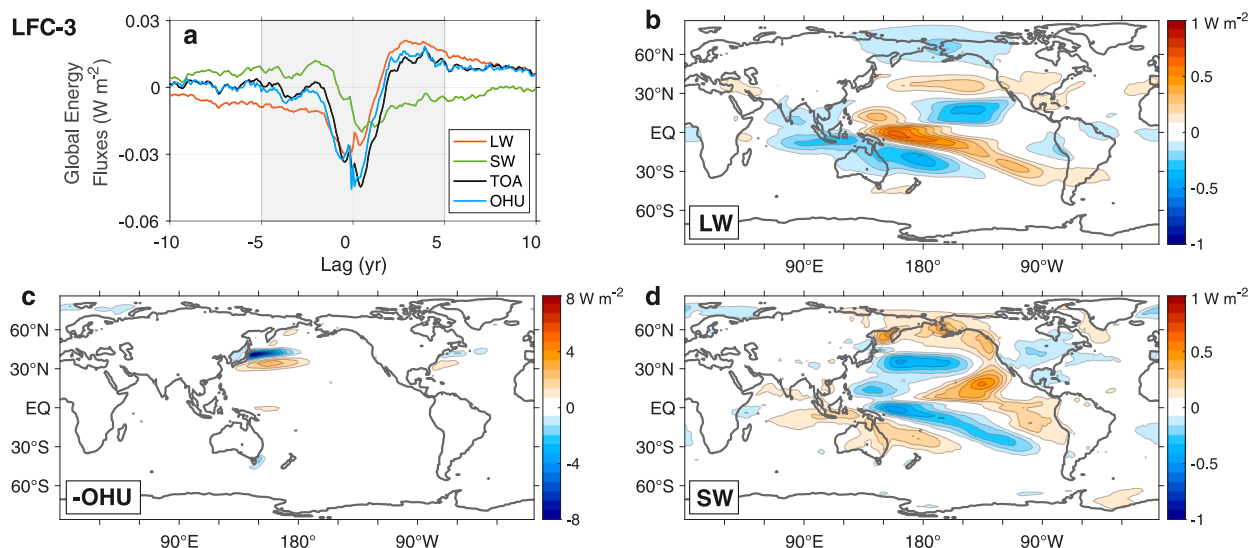 LFC-3
a
0.03
0
-0.03
-0.06
Global Energy
Fluxes (W m⁻²)
LW
SW
TOA
OHU
-10
-5
0
5
10
Lag (yr)
b
60°N
30°N
EQ
30°S
60°S
LW
90°E
180°
90°W
1 W m⁻²
0.5
0
-0.5
-1
c
60°N
30°N
EQ
30°S
60°S
-OHU
90°E
180°
90°W
8 W m⁻²
4
0
-4
-8
d
60°N
30°N
EQ
30°S
60°S
SW
90°E
180°
90°W
1 W m⁻²
0.5
0
-0.5
-1